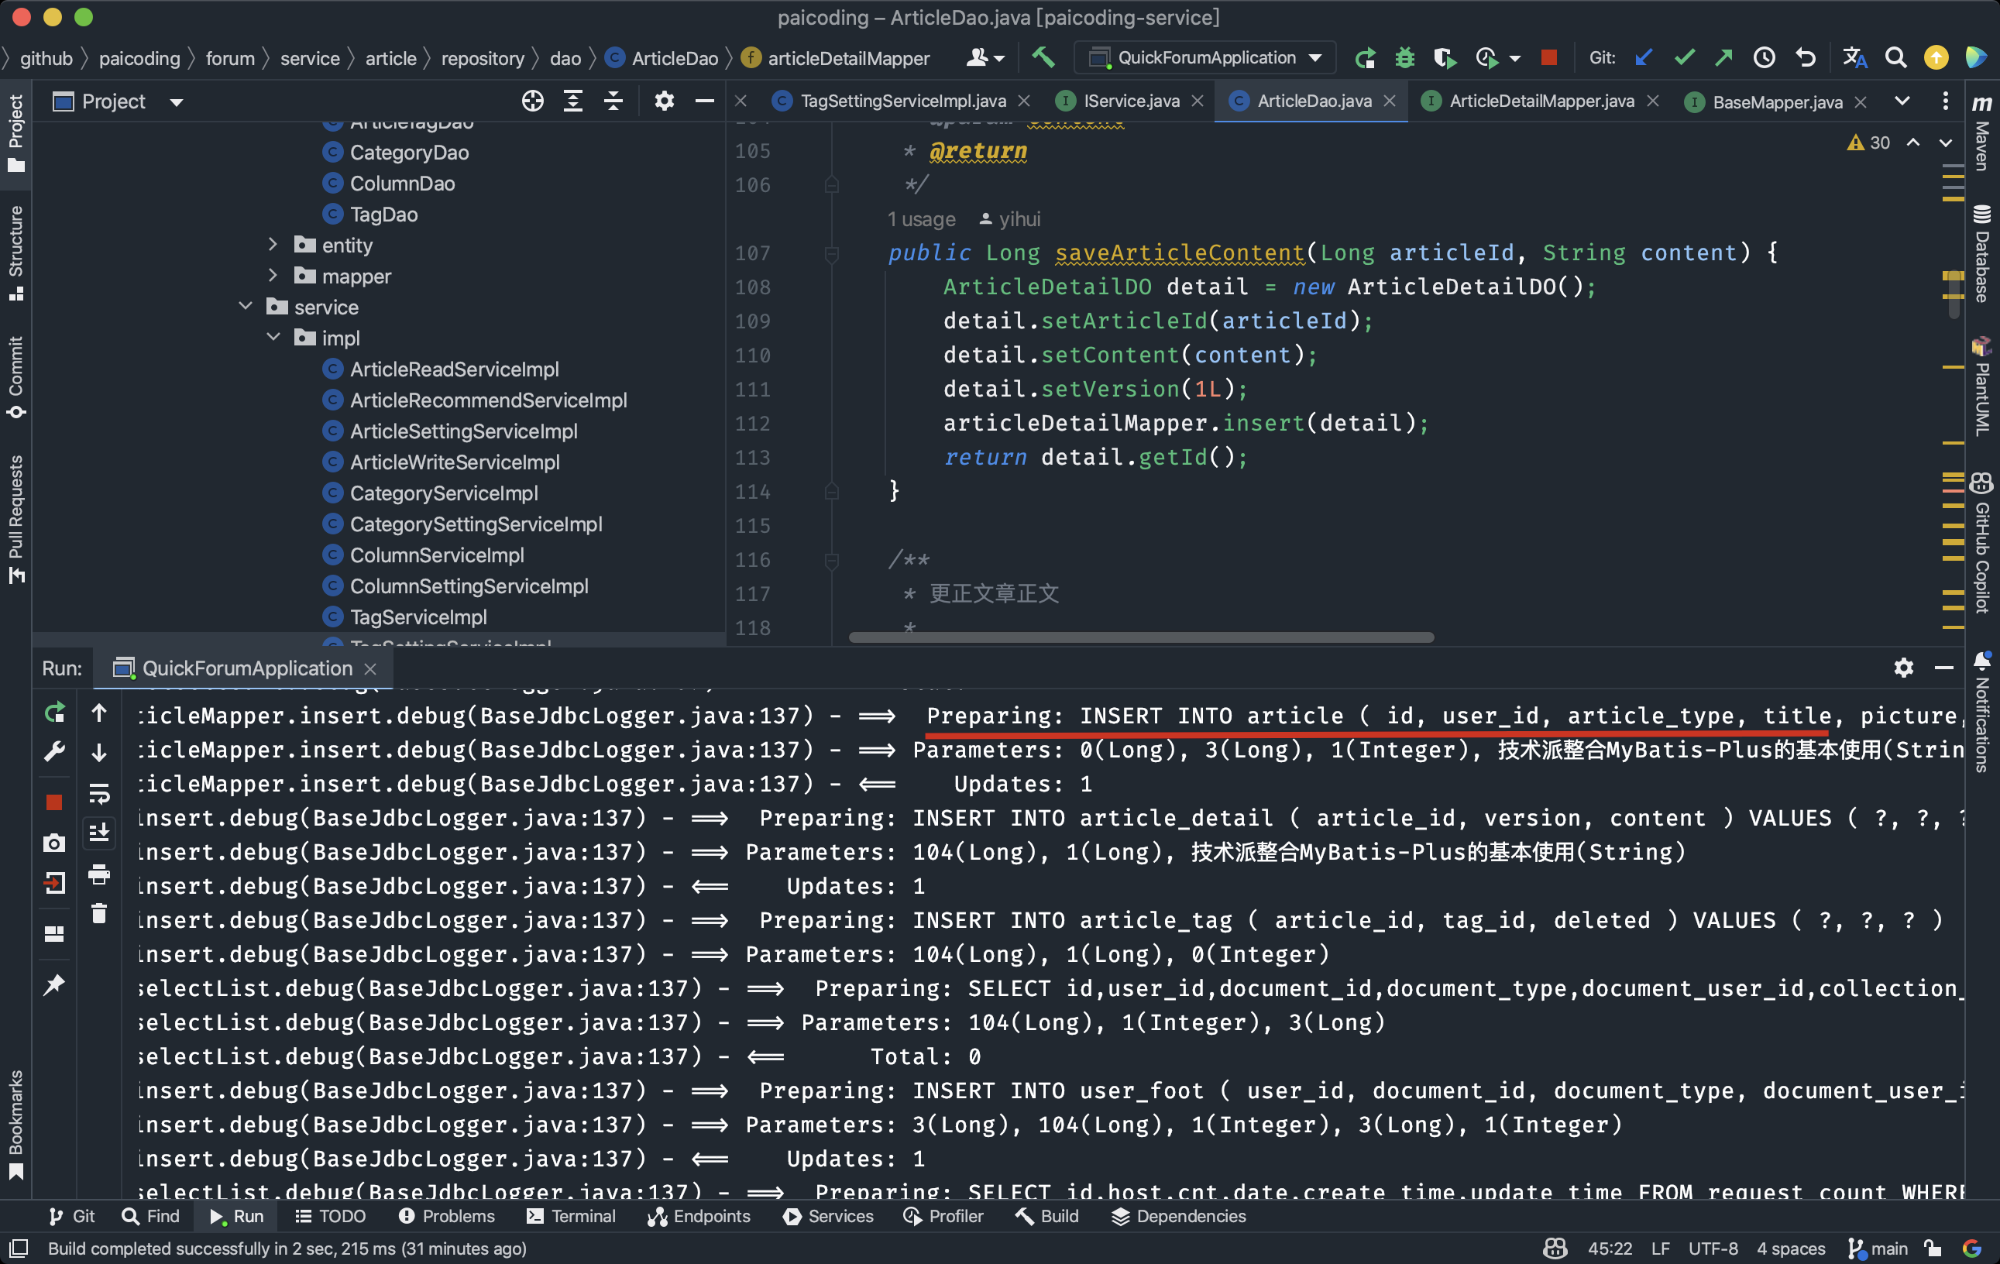 paicoding – ArticleDao.java [paicoding-service]
github paicoding forum service article repository dao ArticleDao articleDetailMapper QuickForumApplication Git:
Project
TagSettingServiceImpl.java IService.java ArticleDao.java ArticleDetailMapper.java BaseMapper.java
Project
Structure
Commit
Pull Requests
Bookmarks
ArticleTagDao
CategoryDao
ColumnDao
TagDao
entity
mapper
service
impl
ArticleReadServiceImpl
ArticleRecommendServiceImpl
ArticleSettingServiceImpl
ArticleWriteServiceImpl
CategoryServiceImpl
CategorySettingServiceImpl
ColumnServiceImpl
ColumnSettingServiceImpl
TagServiceImpl
TagSettingServiceImpl
30
105 * @return
106 */
1 usage yihui
107 public Long saveArticleContent(Long articleId, String content) {
108 ArticleDetailDO detail = new ArticleDetailDO();
109 detail.setArticleId(articleId);
110 detail.setContent(content);
111 detail.setVersion(1L);
112 articleDetailMapper.insert(detail);
113 return detail.getId();
114 }
115
116 /**
117 * 更正文章正文
118 *
Maven
Database
PlantUML
GitHub Copilot
Notifications
Run: QuickForumApplication
icleMapper.insert.debug(BaseJdbcLogger.java:137) - ==> Preparing: INSERT INTO article ( id, user_id, article_type, title, picture,
icleMapper.insert.debug(BaseJdbcLogger.java:137) - ==> Parameters: 0(Long), 3(Long), 1(Integer), 技术派整合MyBatis-Plus的基本使用(Strin
icleMapper.insert.debug(BaseJdbcLogger.java:137) - <== Updates: 1
insert.debug(BaseJdbcLogger.java:137) - ==> Preparing: INSERT INTO article_detail ( article_id, version, content ) VALUES ( ?, ?, ?
insert.debug(BaseJdbcLogger.java:137) - ==> Parameters: 104(Long), 1(Long), 技术派整合MyBatis-Plus的基本使用(String)
insert.debug(BaseJdbcLogger.java:137) - <== Updates: 1
insert.debug(BaseJdbcLogger.java:137) - ==> Preparing: INSERT INTO article_tag ( article_id, tag_id, deleted ) VALUES ( ?, ?, ? )
insert.debug(BaseJdbcLogger.java:137) - ==> Parameters: 104(Long), 1(Long), 0(Integer)
selectList.debug(BaseJdbcLogger.java:137) - ==> Preparing: SELECT id,user_id,document_id,document_type,document_user_id,collection_
selectList.debug(BaseJdbcLogger.java:137) - ==> Parameters: 104(Long), 1(Integer), 3(Long)
selectList.debug(BaseJdbcLogger.java:137) - <== Total: 0
insert.debug(BaseJdbcLogger.java:137) - ==> Preparing: INSERT INTO user_foot ( user_id, document_id, document_type, document_user_i
insert.debug(BaseJdbcLogger.java:137) - ==> Parameters: 3(Long), 104(Long), 1(Integer), 3(Long), 1(Integer)
insert.debug(BaseJdbcLogger.java:137) - <== Updates: 1
selectList.debug(BaseJdbcLogger.java:137) - ==> Preparing: SELECT id,host,cnt,date,create_time,update_time FROM request_count WHERE
Git Find Run TODO Problems Terminal Endpoints Services Profiler Build Dependencies
Build completed successfully in 2 sec, 215 ms (31 minutes ago) 45:22 LF UTF-8 4 spaces main